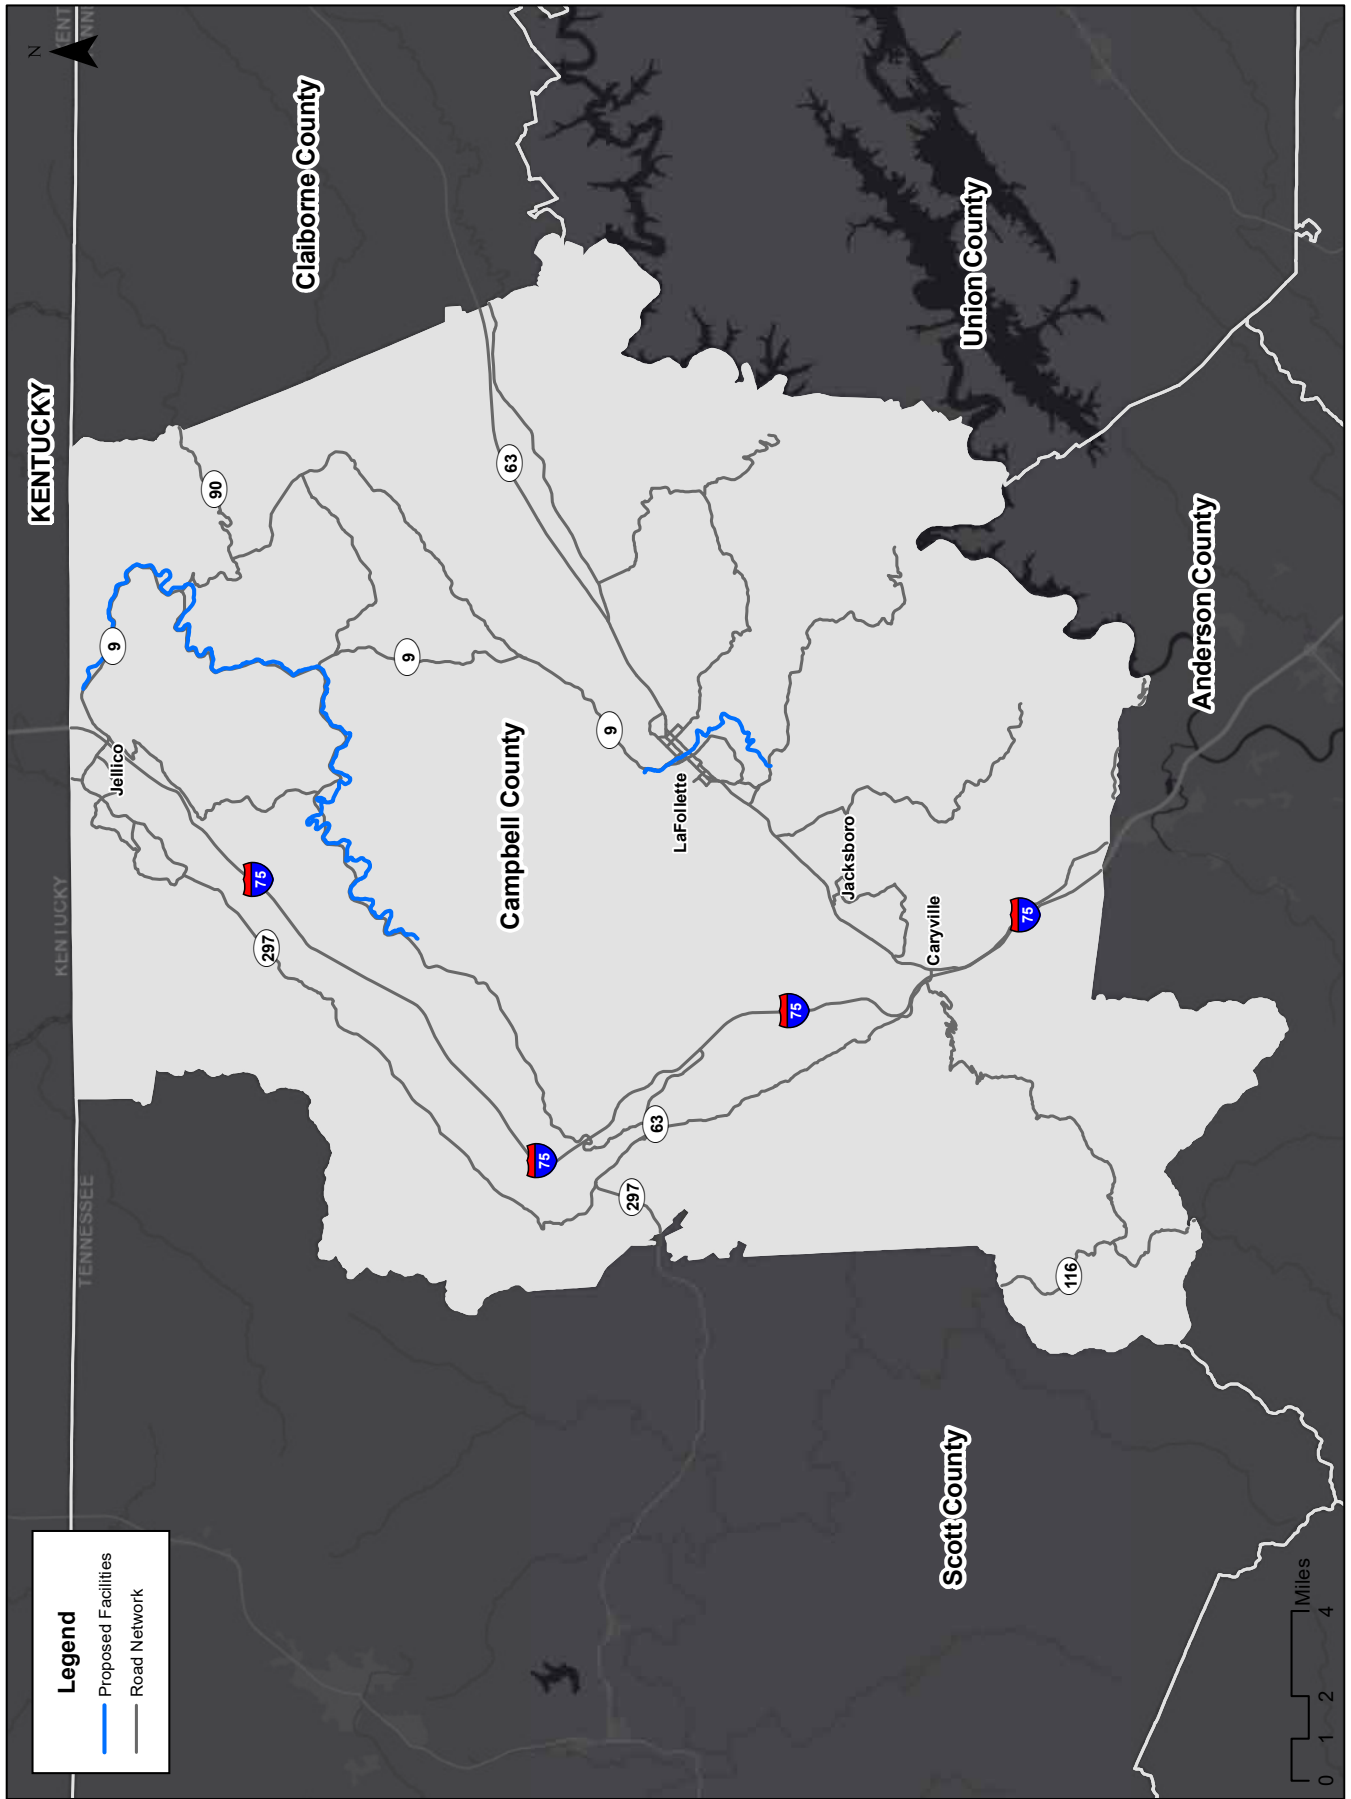 KENTUCKY
N
KENT
NNI
TENNESSEE
KENTUCKY
Claiborne County
Union County
Anderson County
Scott County
Campbell County
Jellico
LaFollette
Jacksboro
Caryville
9
90
9
9
63
297
75
75
63
297
75
75
116
Legend
Proposed Facilities
Road Network
0 1 2 4
Miles